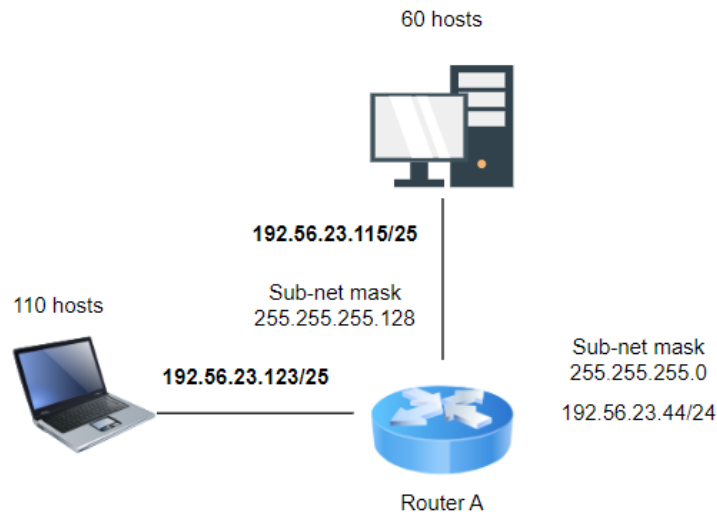 60 hosts
192.56.23.115/25
Sub-net mask
255.255.255.128
110 hosts
192.56.23.123/25
Sub-net mask
255.255.255.0
192.56.23.44/24
Router A